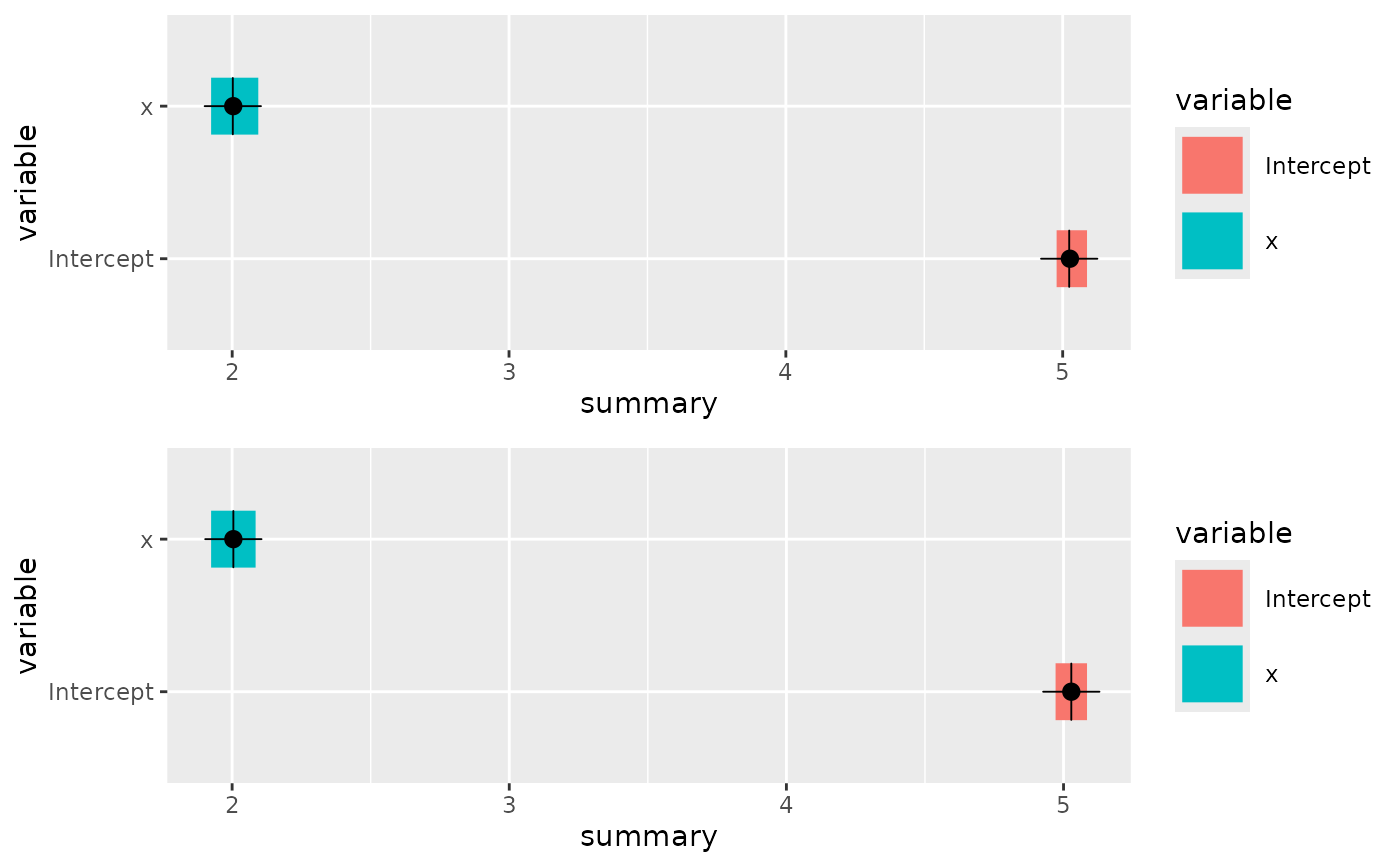 variable
x
Intercept
2 3 4 5
summary
variable
Intercept
x
variable
x
Intercept
2 3 4 5
summary
variable
Intercept
x